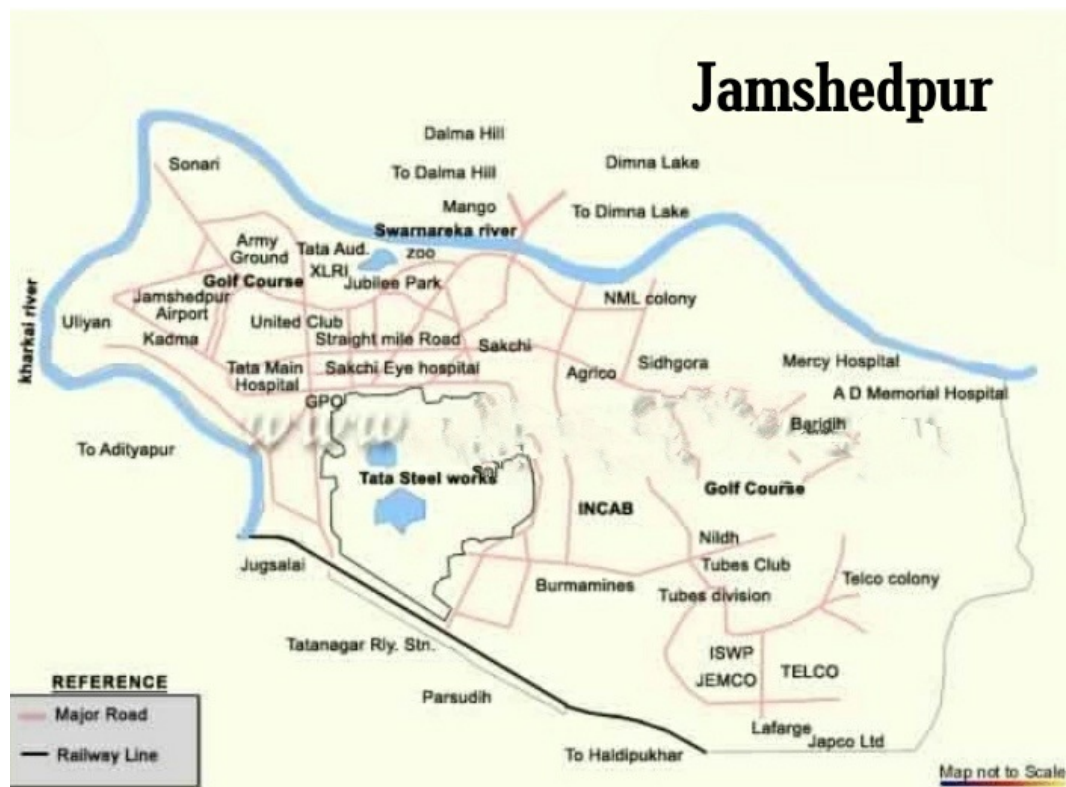 Jamshedpur
Dalma Hill
Dimna Lake
Sonari
To Dalma Hill
Mango
To Dimna Lake
Swarnareka river
Army
Ground
Tata Aud.
zoo
XLRI
Golf Course
Jubilee Park
kharkai river
Jamshedpur
Airport
NML colony
Uliyan
United Club
Kadma
Straight mile Road
Sakchi
Tata Main
Hospital
Sakchi Eye hospital
Agrico
Sidhgora
Mercy Hospital
GPO
A D Memorial Hospital
Baridih
To Adityapur
Tata Steel works
Golf Course
INCAB
Nildh
Jugsalai
Tubes Club
Burmamines
Telco colony
Tubes division
Tatanagar Rly. Stn.
ISWP
JEMCO
TELCO
Parsudih
Lafarge
Japco Ltd
To Haldipukhar
REFERENCE
Major Road
Railway Line
Map not to Scale